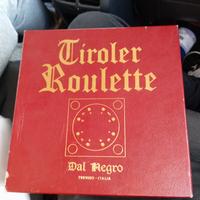 Tiroler
Roulette
Dal Negro
TREVISO - ITALIA